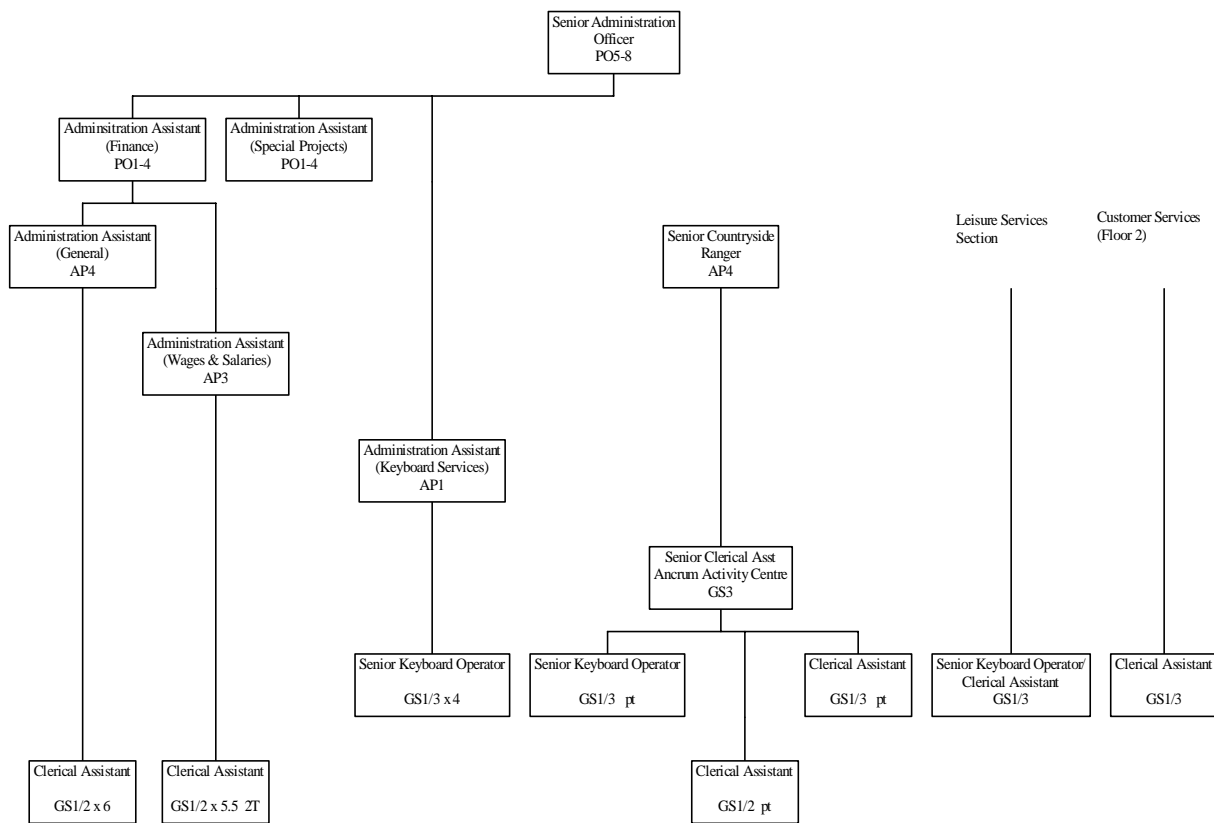 Senior Administration
Officer
PO5-8
Adminsitration Assistant
(Finance)
PO1-4
Administration Assistant
(Special Projects)
PO1-4
Administration Assistant
(General)
AP4
Senior Countryside
Ranger
AP4
Leisure Services
Section
Customer Services
(Floor 2)
Administration Assistant
(Wages & Salaries)
AP3
Administration Assistant
(Keyboard Services)
AP1
Senior Clerical Asst
Ancrum Activity Centre
GS3
Senior Keyboard Operator
GS1/3 x 4
Senior Keyboard Operator
GS1/3 pt
Clerical Assistant
GS1/3 pt
Senior Keyboard Operator/
Clerical Assistant
GS1/3
Clerical Assistant
GS1/3
Clerical Assistant
GS1/2 x 6
Clerical Assistant
GS1/2 x 5.5 2T
Clerical Assistant
GS1/2 pt